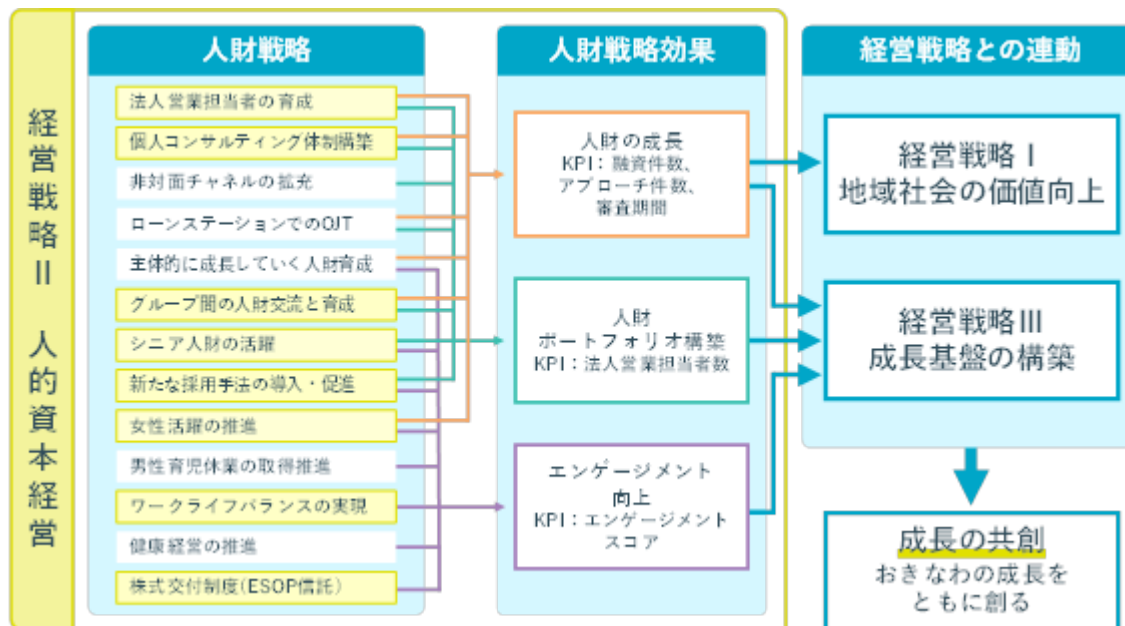 経営戦略II 人的資本経営
人財戦略
法人営業担当者の育成
個人コンサルティング体制構築
非対面チャネルの拡充
ローンステーションでのOJT
主体的に成長していく人財育成
グループ間の人財交流と育成
シニア人財の活躍
新たな採用手法の導入・促進
女性活躍の推進
男性育児休業の取得推進
ワークライフバランスの実現
健康経営の推進
株式交付制度(ESOP信託)
人財戦略効果
人財の成長
KPI：融資件数、
アプローチ件数、
審査期間
人財
ポートフォリオ構築
KPI：法人営業担当者数
エンゲージメント
向上
KPI：エンゲージメント
スコア
経営戦略との連動
経営戦略 I
地域社会の価値向上
経営戦略III
成長基盤の構築
成長の共創
おきなわの成長を
ともに創る